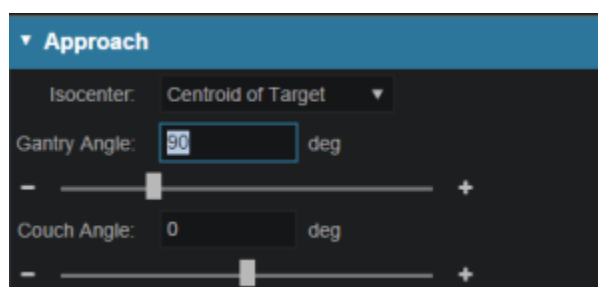 ▼ Approach
Isocenter: Centroid of Target ▼
Gantry Angle: 90 deg
− +
Couch Angle: 0 deg
− +